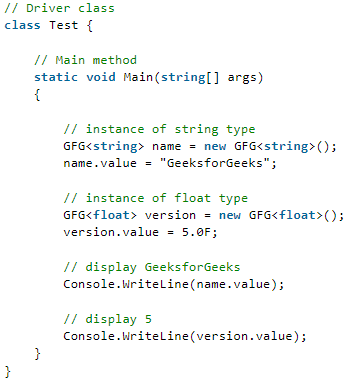 // Driver class
class Test {
// Main method
static void Main(string[] args)
{
// instance of string type
GFG<string> name = new GFG<string>();
name.value = "GeeksforGeeks";
// instance of float type
GFG<float> version = new GFG<float>();
version.value = 5.0F;
// display GeeksforGeeks
Console.WriteLine(name.value);
// display 5
Console.WriteLine(version.value);
}
}